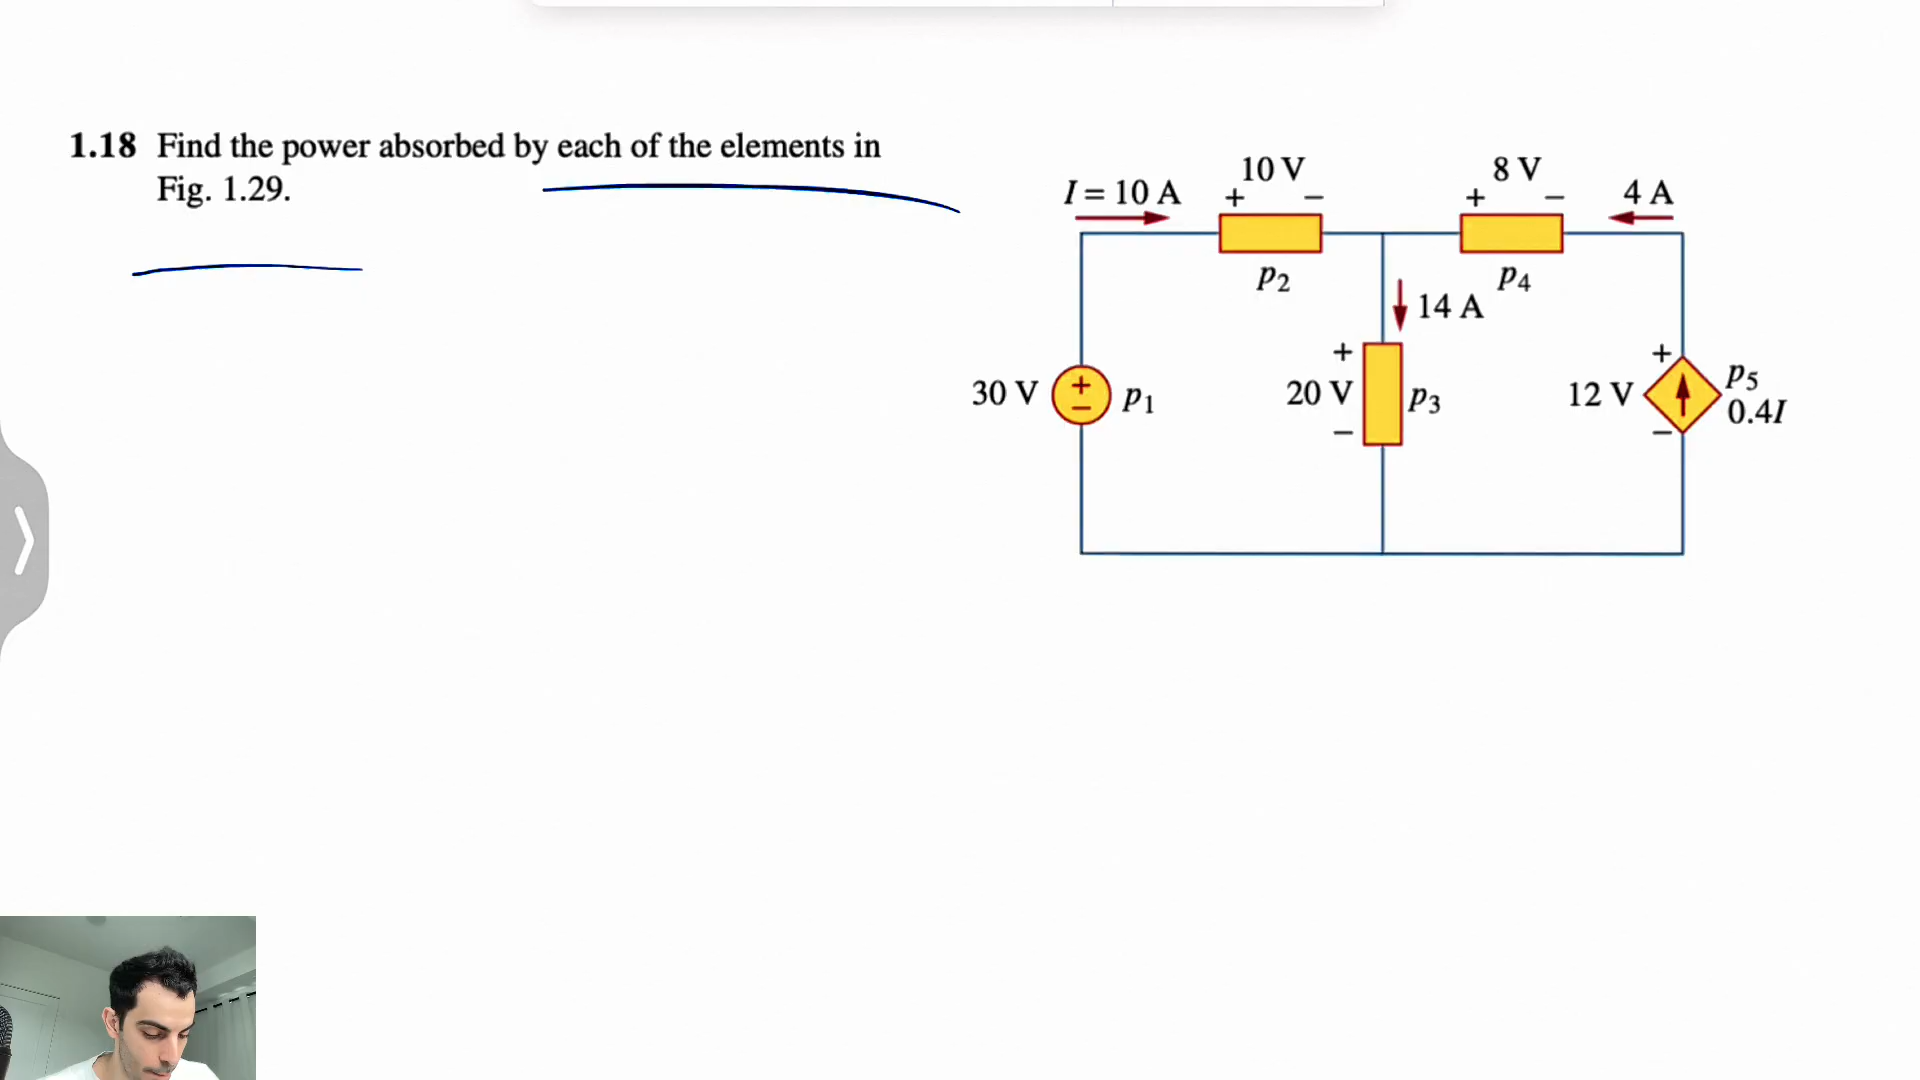 1.18 Find the power absorbed by each of the elements in
Fig. 1.29.
10 V
8 V
I = 10 A
+ −
+ −
4 A
p2
p4
14 A
30 V
+
−
p1
+
20 V
−
p3
+
12 V
−
p5
0.4I